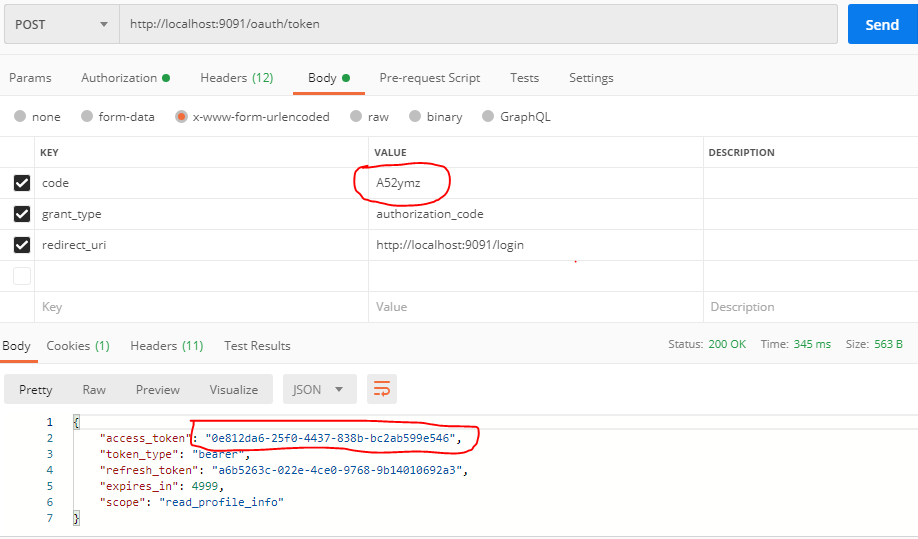 POST http://localhost:9091/oauth/token Send
Params Authorization Headers (12) Body Pre-request Script Tests Settings
none form-data x-www-form-urlencoded raw binary GraphQL
KEY VALUE DESCRIPTION
code A52ymz
grant_type authorization_code
redirect_uri http://localhost:9091/login
Key Value Description
Body Cookies (1) Headers (11) Test Results Status: 200 OK Time: 345 ms Size: 563 B
Pretty Raw Preview Visualize JSON
1 {
2 "access_token": "0e812da6-25f0-4437-838b-bc2ab599e546",
3 "token_type": "bearer",
4 "refresh_token": "a6b5263c-022e-4ce0-9768-9b14010692a3",
5 "expires_in": 4999,
6 "scope": "read_profile_info"
7 }